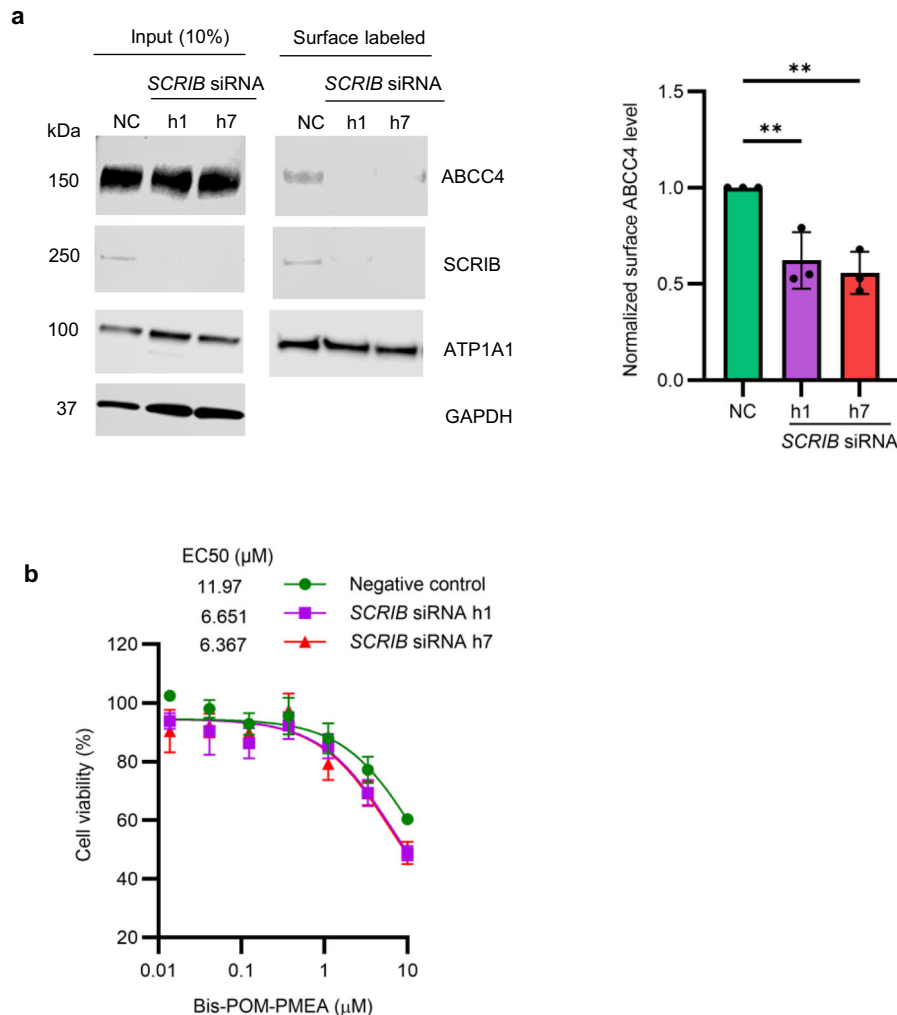 a
Input (10%)
Surface labeled
SCRIB siRNA
SCRIB siRNA
kDa
NC
h1
h7
NC
h1
h7
150
ABCC4
250
SCRIB
100
ATP1A1
37
GAPDH
Normalized surface ABCC4 level
1.5
1.0
0.5
0.0
**
**
NC
h1
h7
SCRIB siRNA
b
EC50 (µM)
11.97
Negative control
6.651
SCRIB siRNA h1
6.367
SCRIB siRNA h7
Cell viability (%)
120
100
80
60
40
20
0.01
0.1
1
10
Bis-POM-PMEA (µM)